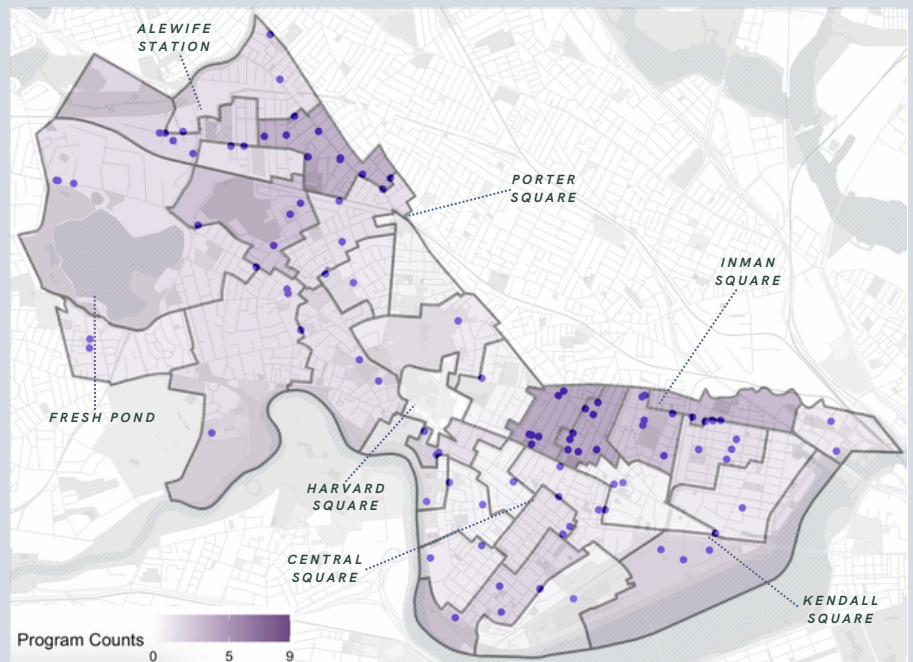 ALEWIFE
STATION
PORTER
SQUARE
INMAN
SQUARE
FRESH POND
HARVARD
SQUARE
CENTRAL
SQUARE
KENDALL
SQUARE
Program Counts
0 5 9